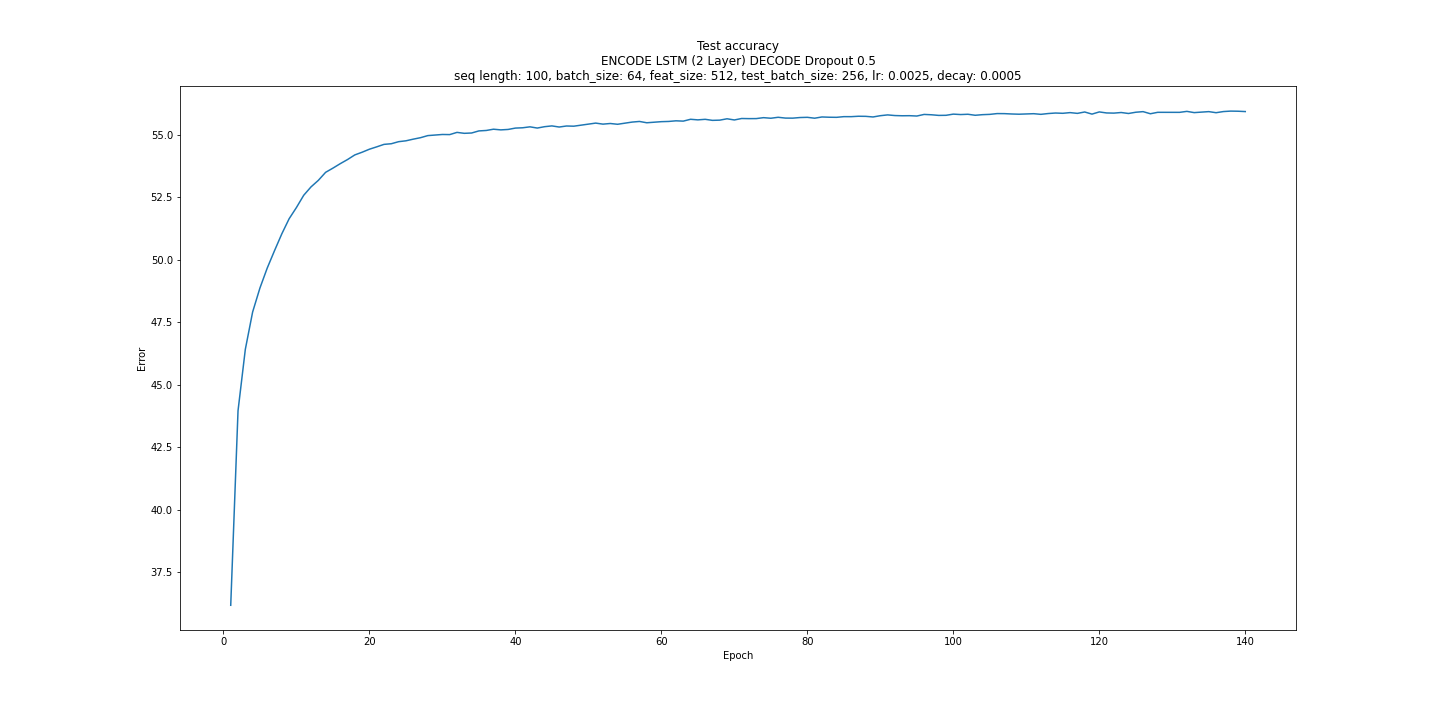 Test accuracy
ENCODE LSTM (2 Layer) DECODE Dropout 0.5
seq length: 100, batch_size: 64, feat_size: 512, test_batch_size: 256, lr: 0.0025, decay: 0.0005
55.0
52.5
50.0
47.5
45.0
42.5
40.0
37.5
Error
0 20 40 60 80 100 120 140
Epoch